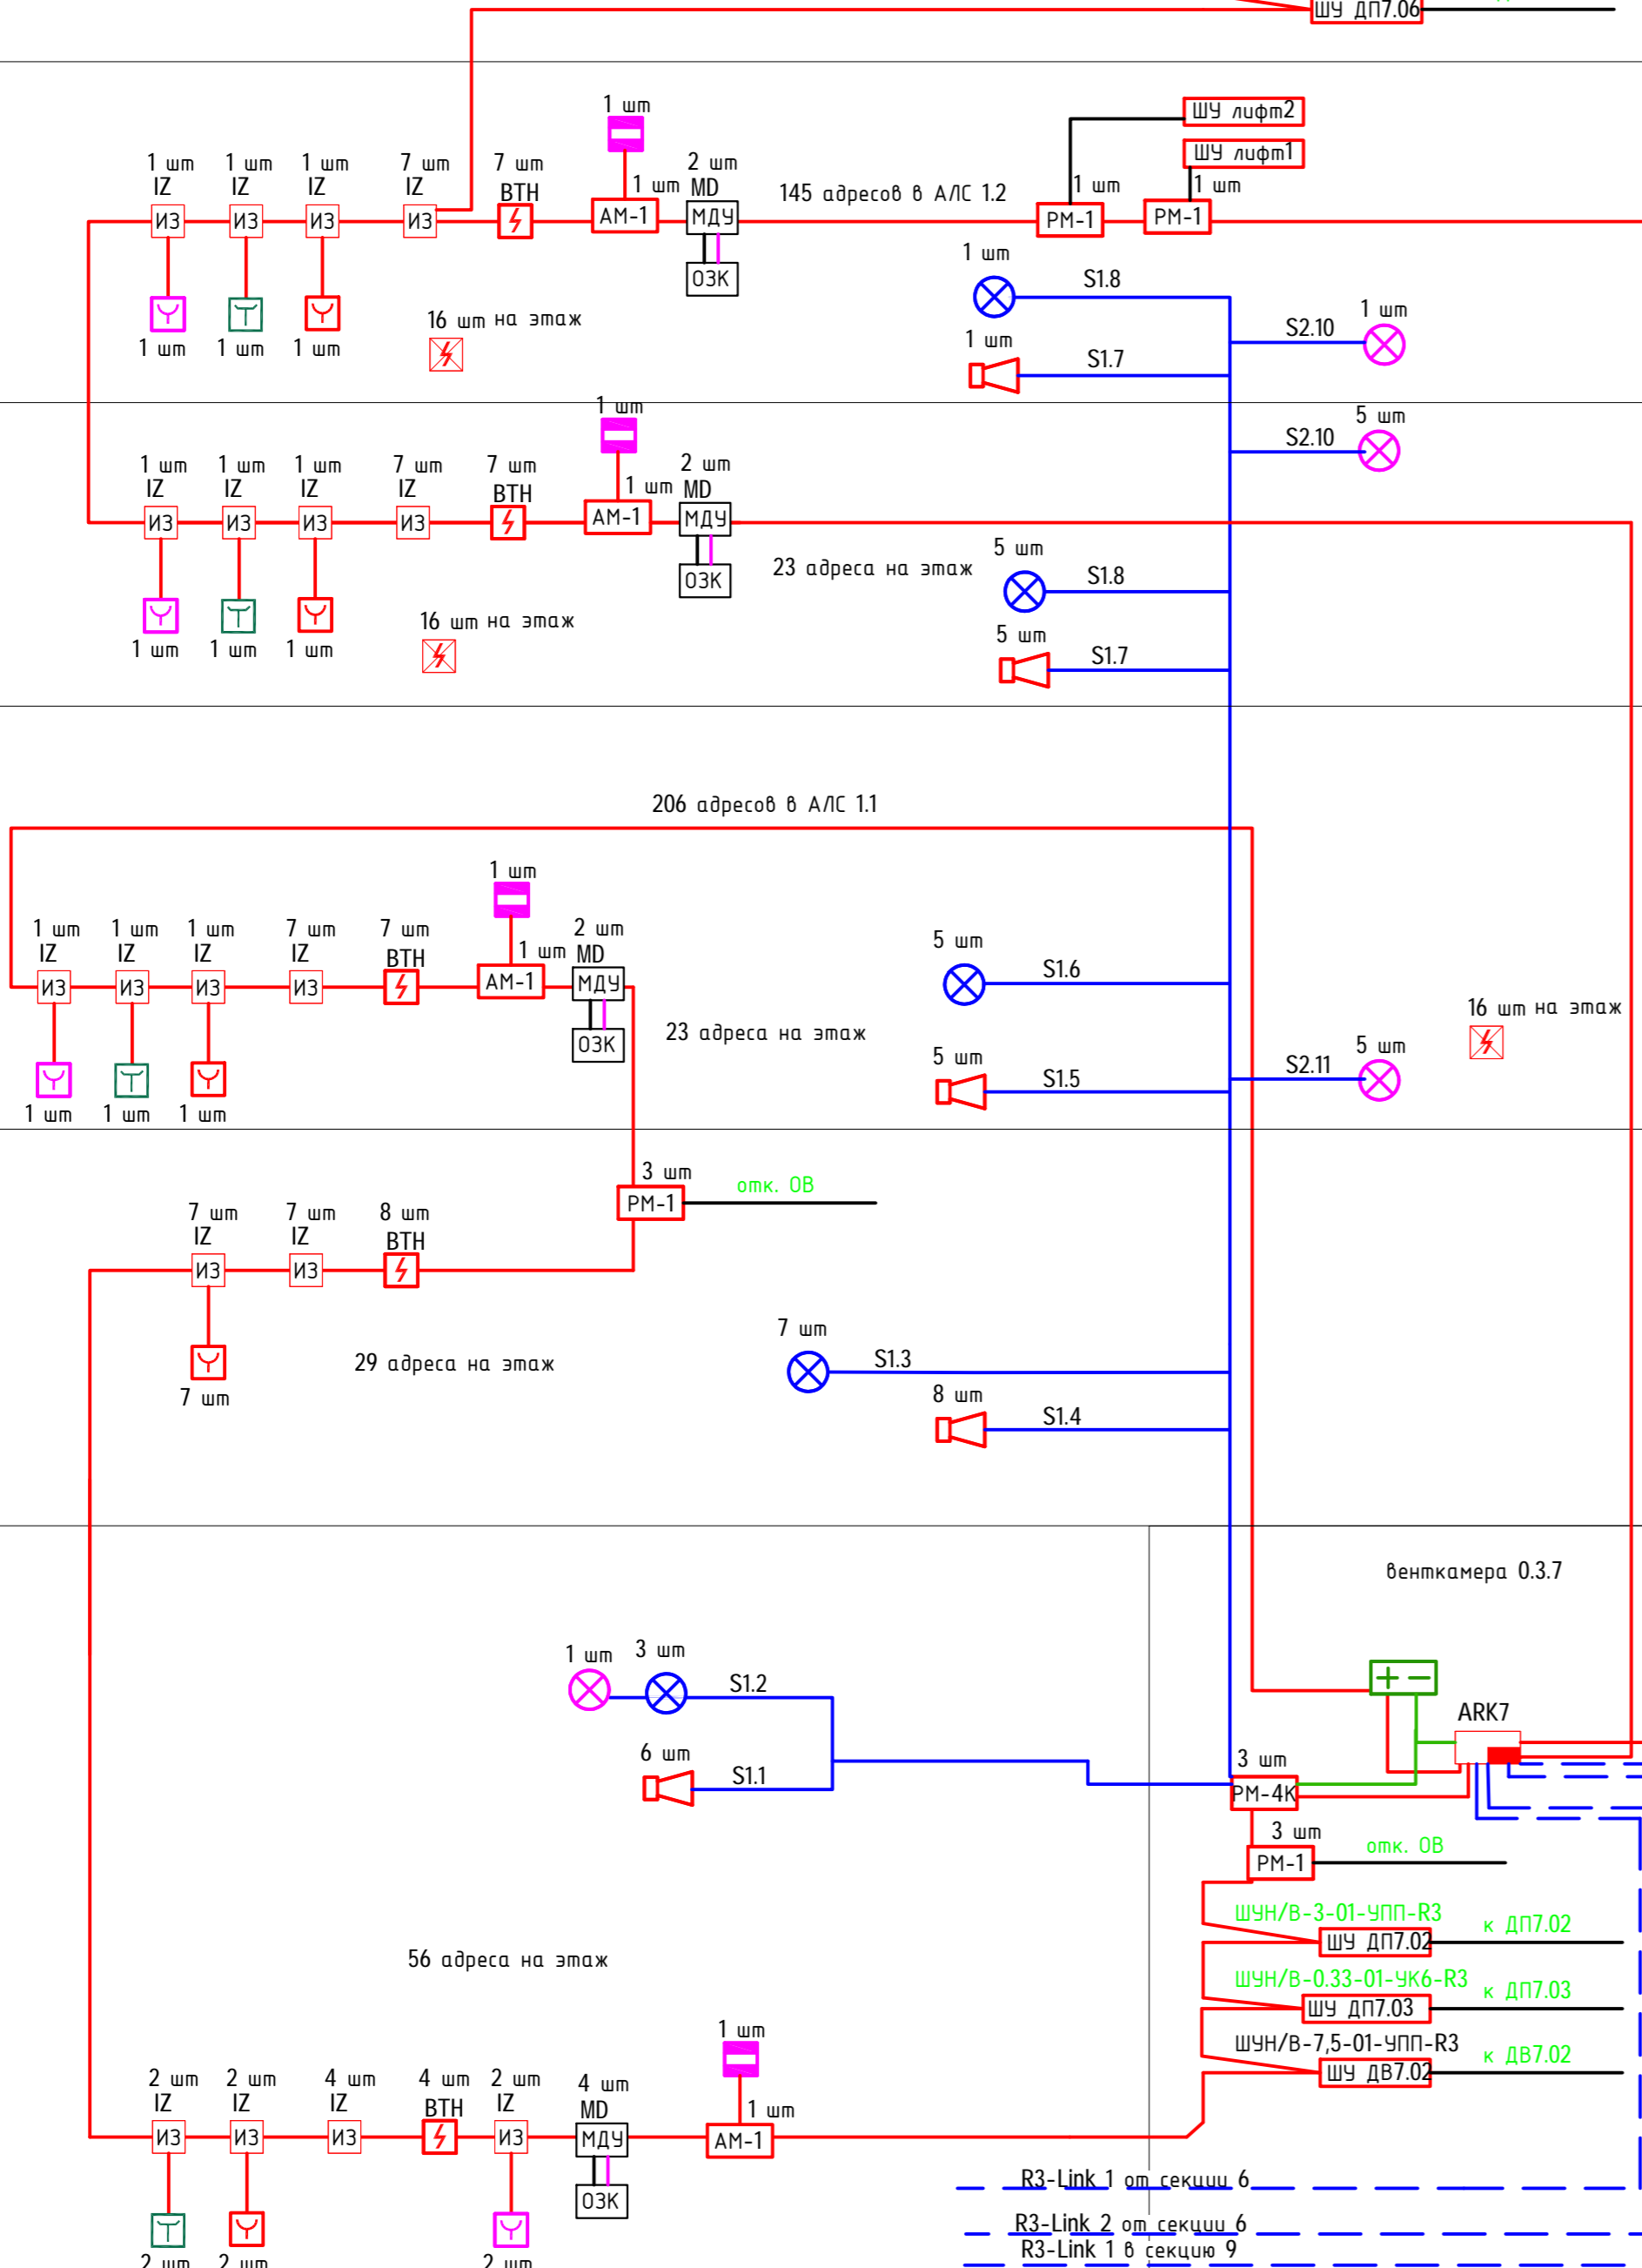 ШУ ДП7.06
1 шт
ШУ лифт2
ШУ лифт1
1 шт 1 шт 1 шт 7 шт 7 шт 1 шт 2 шт 145 адресов в АЛС 1.2 1 шт 1 шт
IZ IZ IZ IZ ВТН MD
ИЗ ИЗ ИЗ ИЗ АМ-1 МДУ РМ-1 РМ-1
ОЗК
1 шт S1.8
1 шт 1 шт 1 шт
16 шт на этаж
S2.10 1 шт
1 шт S1.7
1 шт
5 шт
S2.10
1 шт 1 шт 1 шт 7 шт 7 шт 1 шт 2 шт
IZ IZ IZ IZ ВТН MD
ИЗ ИЗ ИЗ ИЗ АМ-1 МДУ
ОЗК
23 адреса на этаж
5 шт S1.8
1 шт 1 шт 1 шт
16 шт на этаж
5 шт S1.7
206 адресов в АЛС 1.1
1 шт
1 шт 1 шт 1 шт 7 шт 7 шт 1 шт 2 шт
IZ IZ IZ IZ ВТН MD
ИЗ ИЗ ИЗ ИЗ АМ-1 МДУ
ОЗК
5 шт S1.6
23 адреса на этаж
16 шт на этаж
5 шт S1.5
S2.11 5 шт
1 шт 1 шт 1 шт
3 шт
РМ-1 отк. ОВ
7 шт 7 шт 8 шт
IZ IZ ВТН
ИЗ ИЗ
7 шт
29 адреса на этаж
7 шт S1.3
8 шт S1.4
венткамера 0.3.7
1 шт 3 шт S1.2
6 шт S1.1
ARK7
3 шт
РМ-4К
3 шт
РМ-1 отк. ОВ
ШУН/В-3-01-УПП-R3
ШУ ДП7.02 к ДП7.02
ШУН/В-0.33-01-УК6-R3
ШУ ДП7.03 к ДП7.03
ШУН/В-7,5-01-УПП-R3
ШУ ДВ7.02 к ДВ7.02
56 адреса на этаж
1 шт
2 шт 2 шт 4 шт 4 шт 2 шт 4 шт 1 шт
IZ IZ IZ ВТН IZ MD
ИЗ ИЗ ИЗ ИЗ МДУ АМ-1
ОЗК
2 шт 2 шт 2 шт
R3-Link 1 от секции 6
R3-Link 2 от секции 6
R3-Link 1 в секцию 9